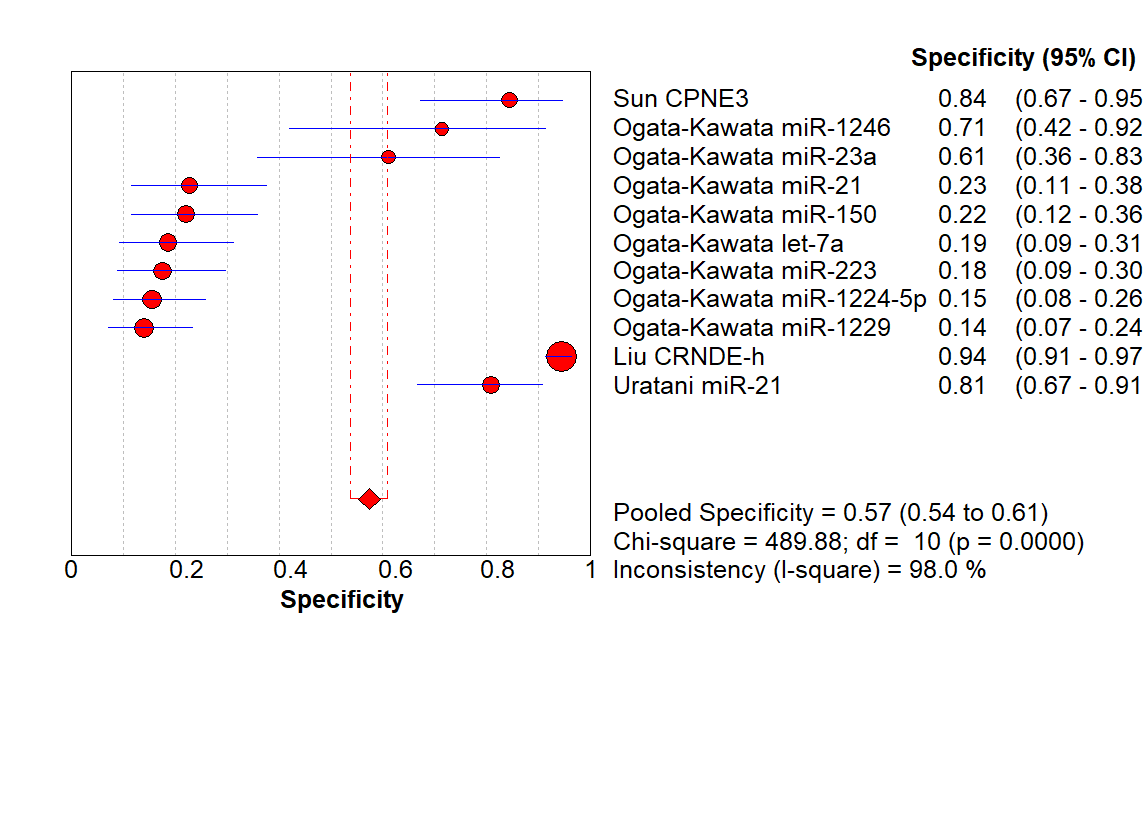 Specificity (95% CI)
Sun CPNE3 0.84 (0.67 - 0.95
Ogata-Kawata miR-1246 0.71 (0.42 - 0.92
Ogata-Kawata miR-23a 0.61 (0.36 - 0.83
Ogata-Kawata miR-21 0.23 (0.11 - 0.38
Ogata-Kawata miR-150 0.22 (0.12 - 0.36
Ogata-Kawata let-7a 0.19 (0.09 - 0.31
Ogata-Kawata miR-223 0.18 (0.09 - 0.30
Ogata-Kawata miR-1224-5p 0.15 (0.08 - 0.26
Ogata-Kawata miR-1229 0.14 (0.07 - 0.24
Liu CRNDE-h 0.94 (0.91 - 0.97
Uratani miR-21 0.81 (0.67 - 0.91
Pooled Specificity = 0.57 (0.54 to 0.61)
Chi-square = 489.88; df = 10 (p = 0.0000)
Inconsistency (I-square) = 98.0 %
0 0.2 0.4 0.6 0.8 1
Specificity